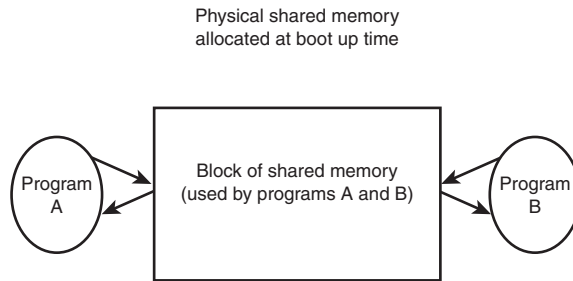 Physical shared memory
allocated at boot up time
Program
A
Block of shared memory
(used by programs A and B)
Program
B